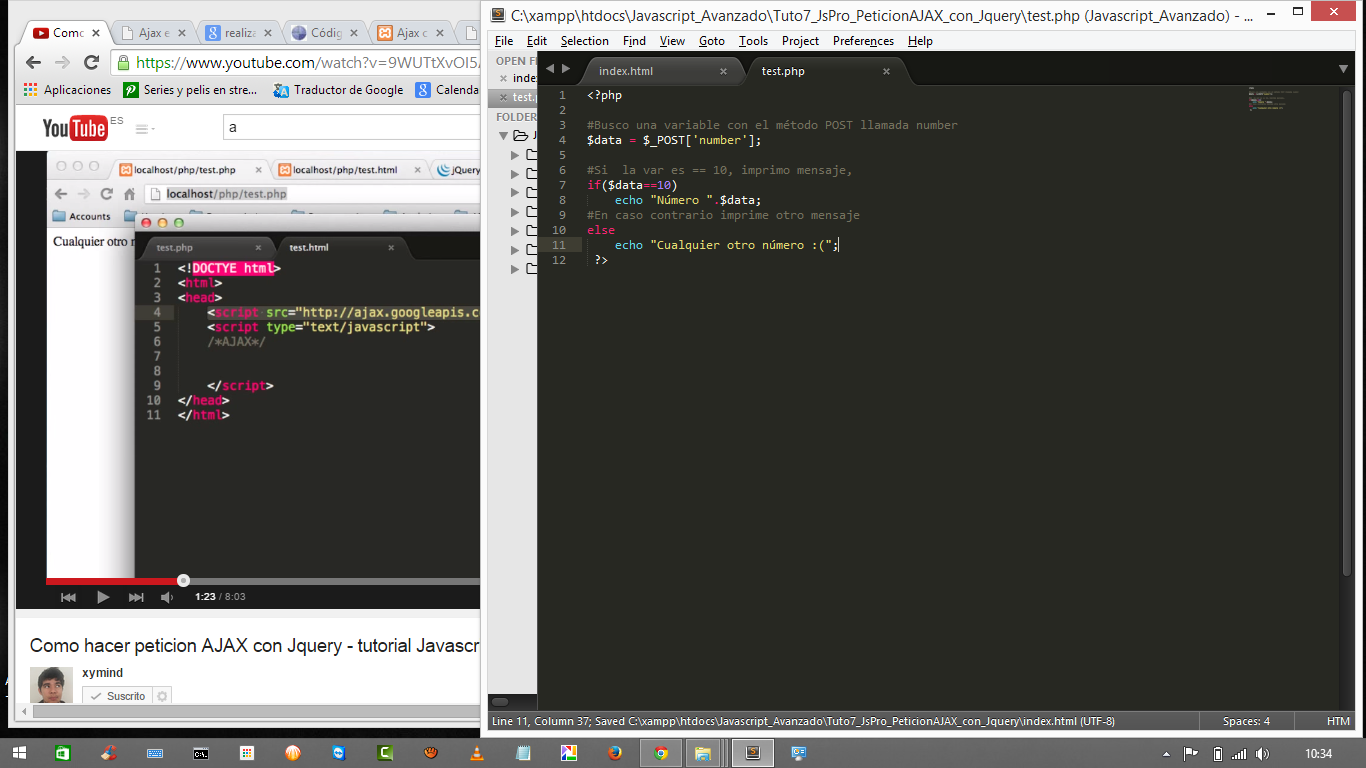 Como
Ajax e
realiza
Códig
Ajax c
https://www.youtube.com/watch?v=9WUTtXvOI5A
Aplicaciones
Series y pelis en stre...
Traductor de Google
Calenda
YouTube ES
a
localhost/php/test.php
localhost/php/test.html
jQuery
localhost/php/test.php
Accounts
Cualquier otro n
test.php
test.html
1 <!DOCTYE html>
2 <html>
3 <head>
4 <script src="http://ajax.googleapis.c
5 <script type="text/javascript">
6 /*AJAX*/
7
8
9 </script>
10 </head>
11 </html>
1:23 / 8:03
Como hacer peticion AJAX con Jquery - tutorial Javascr
xymind
Suscrito
C:\xampp\htdocs\Javascript_Avanzado\Tuto7_JsPro_PeticionAJAX_con_Jquery\test.php (Javascript_Avanzado) - ...
File Edit Selection Find View Goto Tools Project Preferences Help
OPEN F
index
test.p
FOLDER
J
index.html
test.php
1 <?php
2
3 #Busco una variable con el método POST llamada number
4 $data = $_POST['number'];
5
6 #Si  la var es == 10, imprimo mensaje,
7 if($data==10)
8 echo "Número ".$data;
9 #En caso contrario imprime otro mensaje
10 else
11 echo "Cualquier otro número :(";
12 ?>
Line 11, Column 37; Saved C:\xampp\htdocs\Javascript_Avanzado\Tuto7_JsPro_PeticionAJAX_con_Jquery\index.html (UTF-8)
Spaces: 4
HTM
10:34